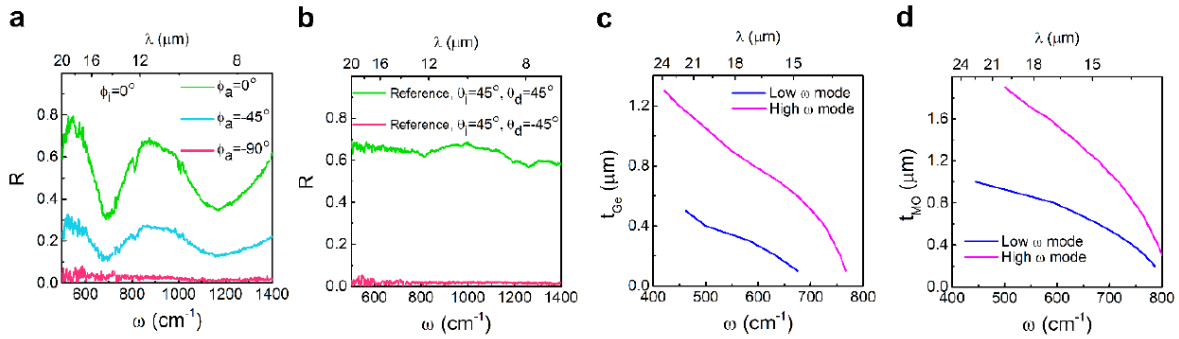 a
λ (μm)
20 16 12 8
ϕi=0°
ϕa=0°
ϕa=-45°
ϕa=-90°
R
0.8
0.6
0.4
0.2
0.0
600 800 1000 1200 1400
ω (cm-1)
b
λ (μm)
20 16 12 8
Reference, θi=45°, θd=45°
Reference, θi=45°, θd=-45°
R
1.0
0.8
0.6
0.4
0.2
0.0
600 800 1000 1200 1400
ω (cm-1)
c
λ (μm)
24 21 18 15
Low ω mode
High ω mode
tGe (μm)
1.2
0.8
0.4
0.0
400 500 600 700 800
ω (cm-1)
d
λ (μm)
24 21 18 15
tMO (μm)
1.8
1.4
1.0
0.6
0.2
Low ω mode
High ω mode
400 500 600 700 800
ω (cm-1)